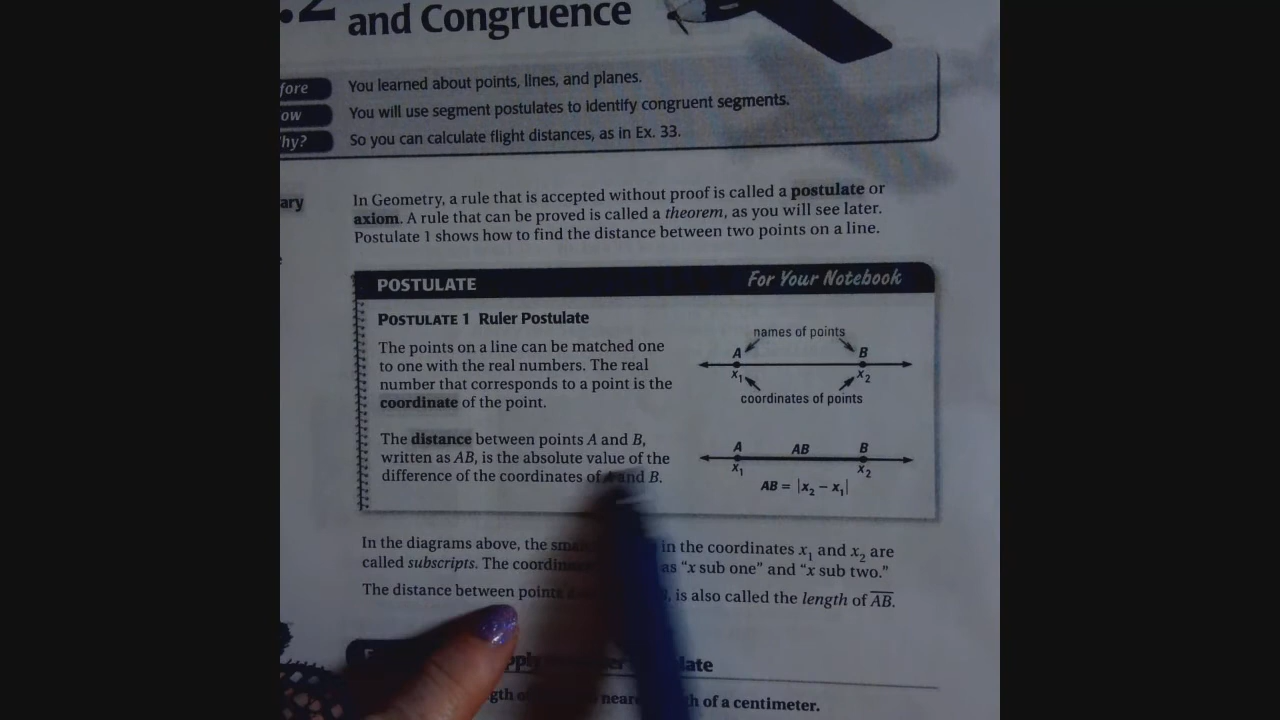 .2
and Congruence
fore
You learned about points, lines, and planes.
ow
You will use segment postulates to identify congruent segments.
hy?
So you can calculate flight distances, as in Ex. 33.
ary
In Geometry, a rule that is accepted without proof is called a postulate or
axiom. A rule that can be proved is called a theorem, as you will see later.
Postulate 1 shows how to find the distance between two points on a line.
POSTULATE
For Your Notebook
POSTULATE 1 Ruler Postulate
The points on a line can be matched one
to one with the real numbers. The real
number that corresponds to a point is the
coordinate of the point.
The distance between points A and B,
written as AB, is the absolute value of the
difference of the coordinates of A and B.
names of points
A B
x₁ x₂
coordinates of points
A AB B
x₁ x₂
AB = |x₂ − x₁|
In the diagrams above, the in the coordinates x₁ and x₂ are
called subscripts. The as “x sub one” and “x sub two.”
The distance between points , is also called the length of A̅B̅.
of a centimeter.